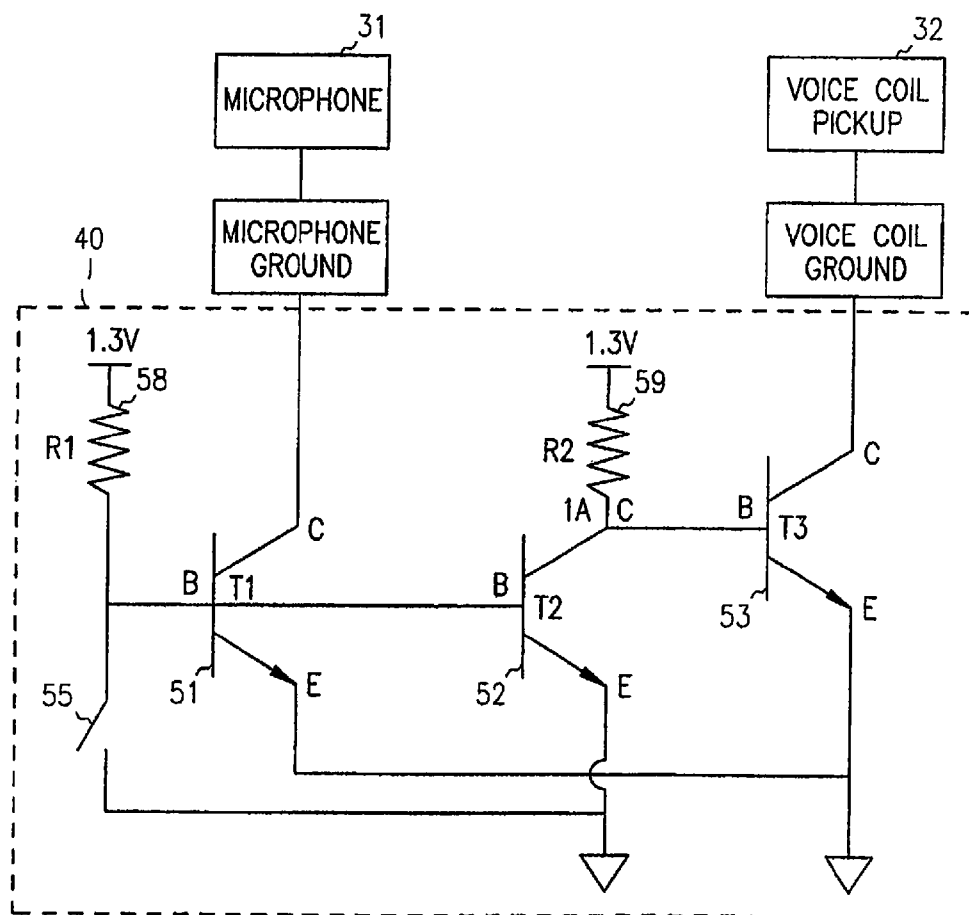 31
32
MICROPHONE
VOICE COIL
PICKUP
MICROPHONE
GROUND
VOICE COIL
GROUND
40
1.3V
58
R1
1.3V
59
R2
1A
C
C
C
B
T1
B
T2
B
T3
53
E
51
E
52
E
55